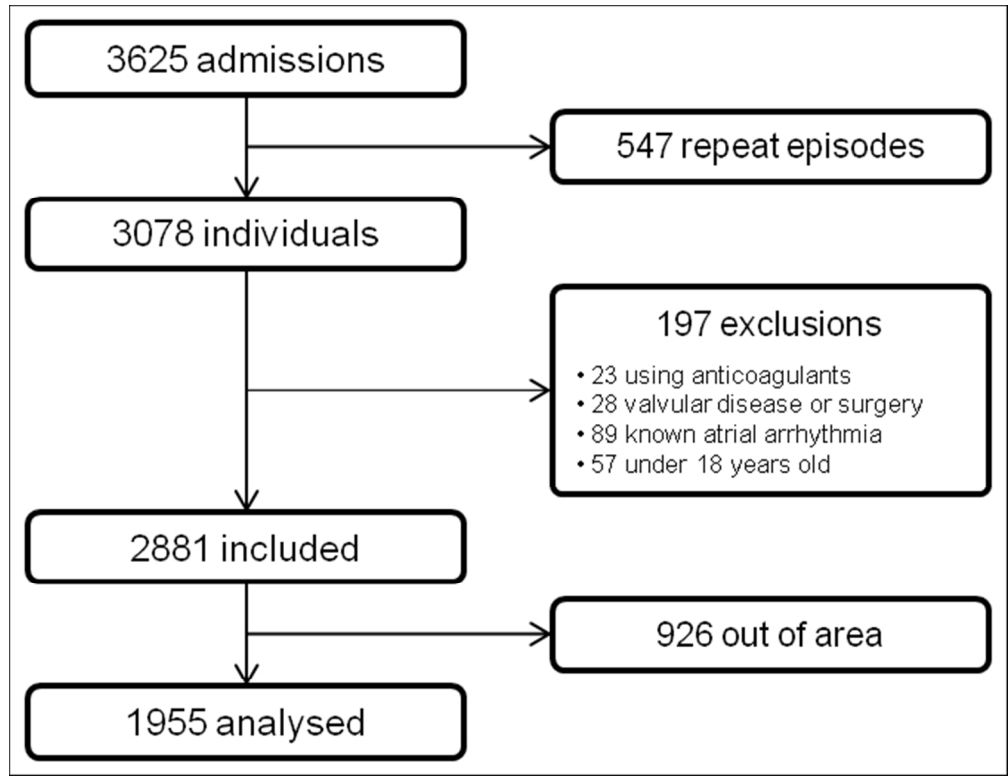 3625 admissions
547 repeat episodes
3078 individuals
197 exclusions
• 23 using anticoagulants
• 28 valvular disease or surgery
• 89 known atrial arrhythmia
• 57 under 18 years old
2881 included
926 out of area
1955 analysed